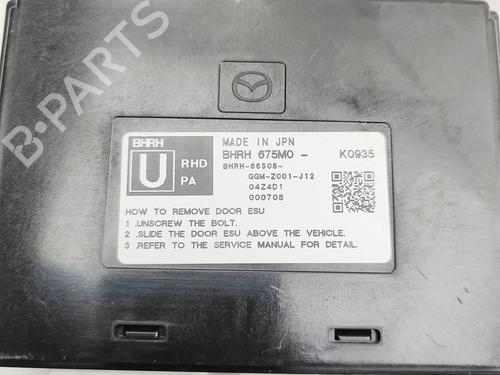 B-PARTS
BHRH
U
RHD
PA
MADE IN JPN
BHRH 675M0 - K0935
BHRH-66S08-
GGM-Z001-J12
04Z4D1
000708
HOW TO REMOVE DOOR ESU
1 .UNSCREW THE BOLT.
2 .SLIDE THE DOOR ESU ABOVE THE VEHICLE.
3 .REFER TO THE SERVICE MANUAL FOR DETAIL.